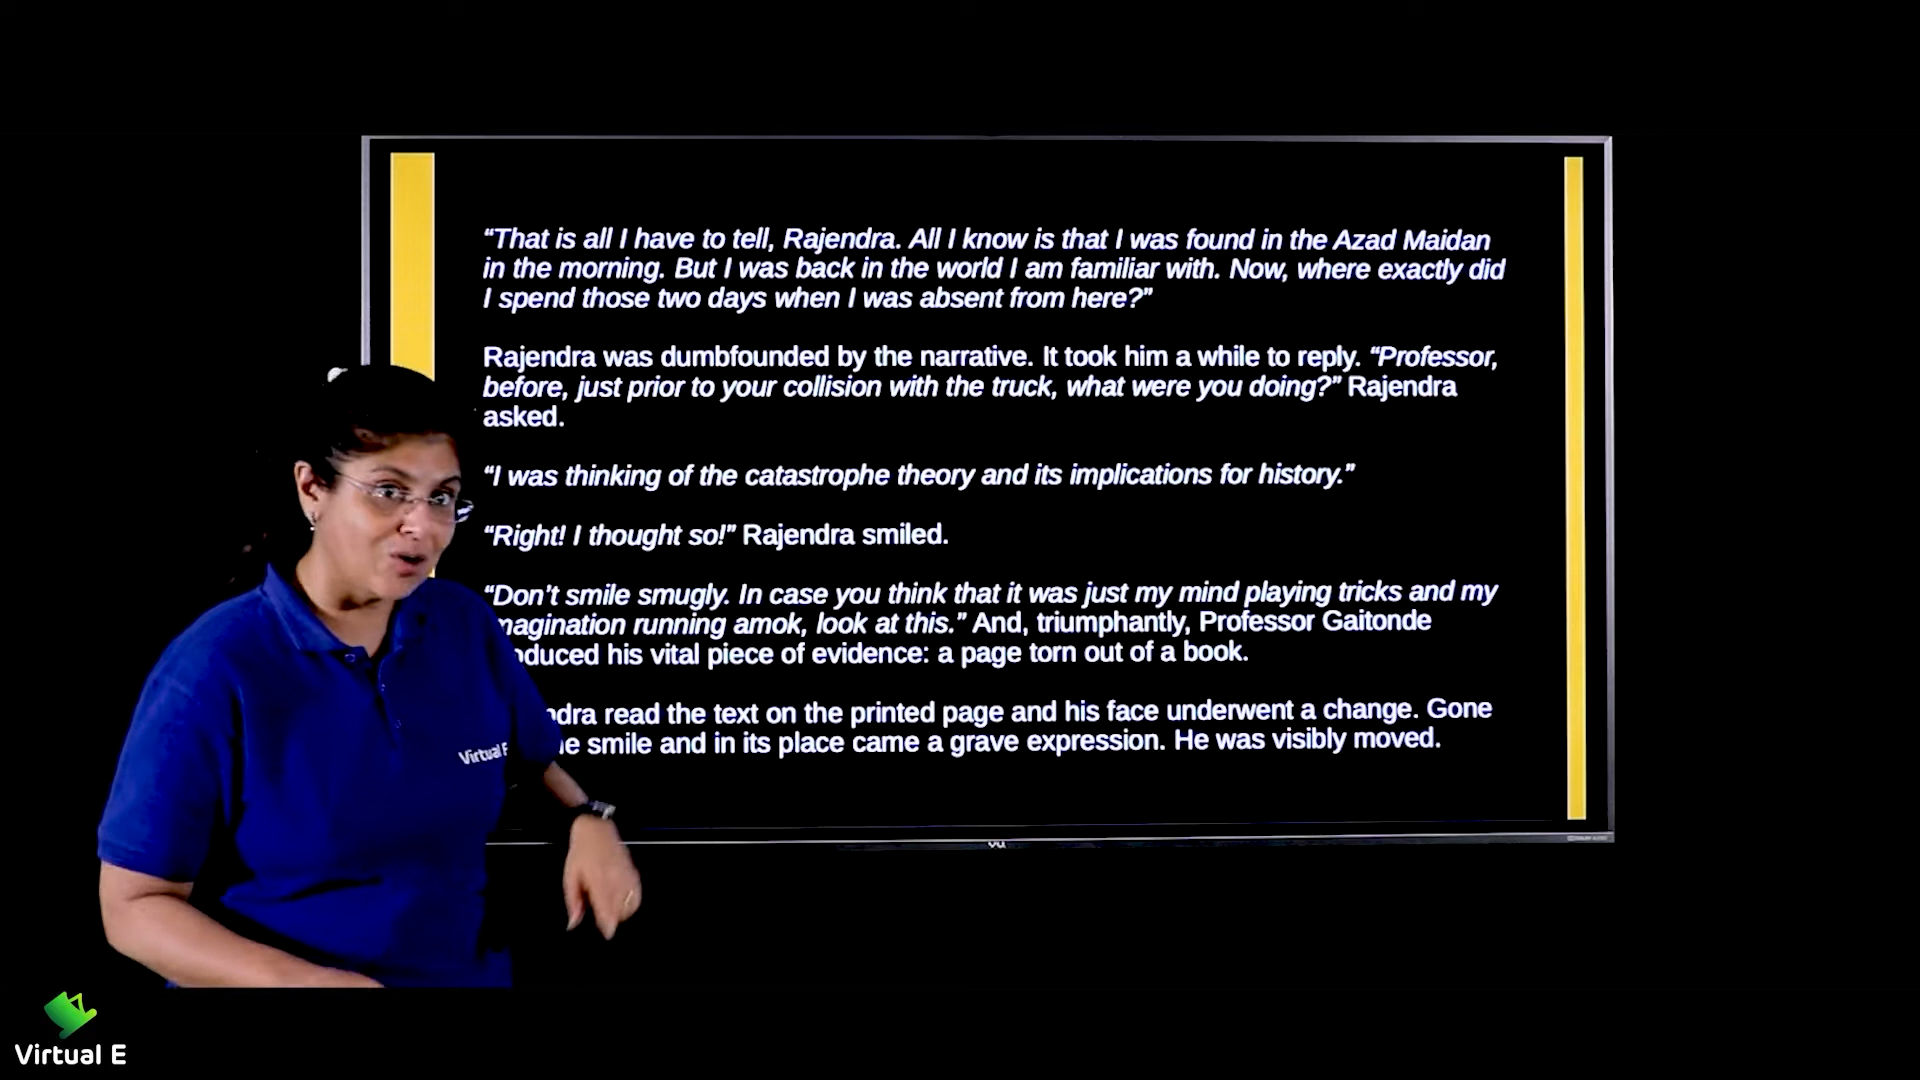 “That is all I have to tell, Rajendra. All I know is that I was found in the Azad Maidan
in the morning. But I was back in the world I am familiar with. Now, where exactly did
I spend those two days when I was absent from here?”
Rajendra was dumbfounded by the narrative. It took him a while to reply. “Professor,
before, just prior to your collision with the truck, what were you doing?” Rajendra
asked.
“I was thinking of the catastrophe theory and its implications for history.”
“Right! I thought so!” Rajendra smiled.
“Don’t smile smugly. In case you think that it was just my mind playing tricks and my
running amok, look at this.” And, triumphantly, Professor Gaitonde
his vital piece of evidence: a page torn out of a book.
read the text on the printed page and his face underwent a change. Gone
smile and in its place came a grave expression. He was visibly moved.
Virtual E
vu
Virtual E